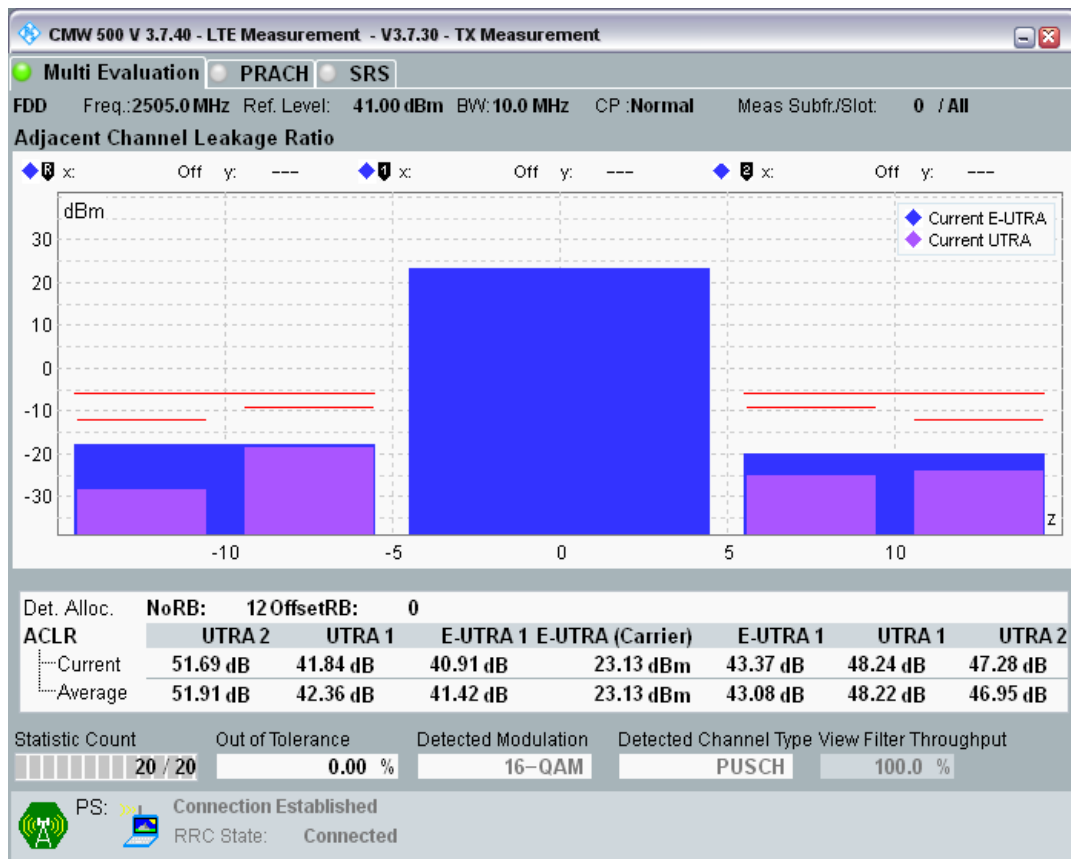 CMW 500 V 3.7.40 - LTE Measurement - V3.7.30 - TX Measurement
Multi Evaluation PRACH SRS
FDD Freq.:2505.0 MHz Ref. Level: 41.00 dBm BW:10.0 MHz CP :Normal Meas Subfr./Slot: 0 / All
Adjacent Channel Leakage Ratio
R x: Off y: --- 1 x: Off y: --- 2 x: Off y: ---
dBm
Current E-UTRA
Current UTRA
30
20
10
0
-10
-20
-30
z
-10 -5 0 5 10
Det. Alloc. NoRB: 12 OffsetRB: 0
ACLR UTRA 2 UTRA 1 E-UTRA 1 E-UTRA (Carrier) E-UTRA 1 UTRA 1 UTRA 2
Current 51.69 dB 41.84 dB 40.91 dB 23.13 dBm 43.37 dB 48.24 dB 47.28 dB
Average 51.91 dB 42.36 dB 41.42 dB 23.13 dBm 43.08 dB 48.22 dB 46.95 dB
Statistic Count Out of Tolerance Detected Modulation Detected Channel Type View Filter Throughput
20 / 20 0.00 % 16-QAM PUSCH 100.0 %
PS: Connection Established
RRC State: Connected